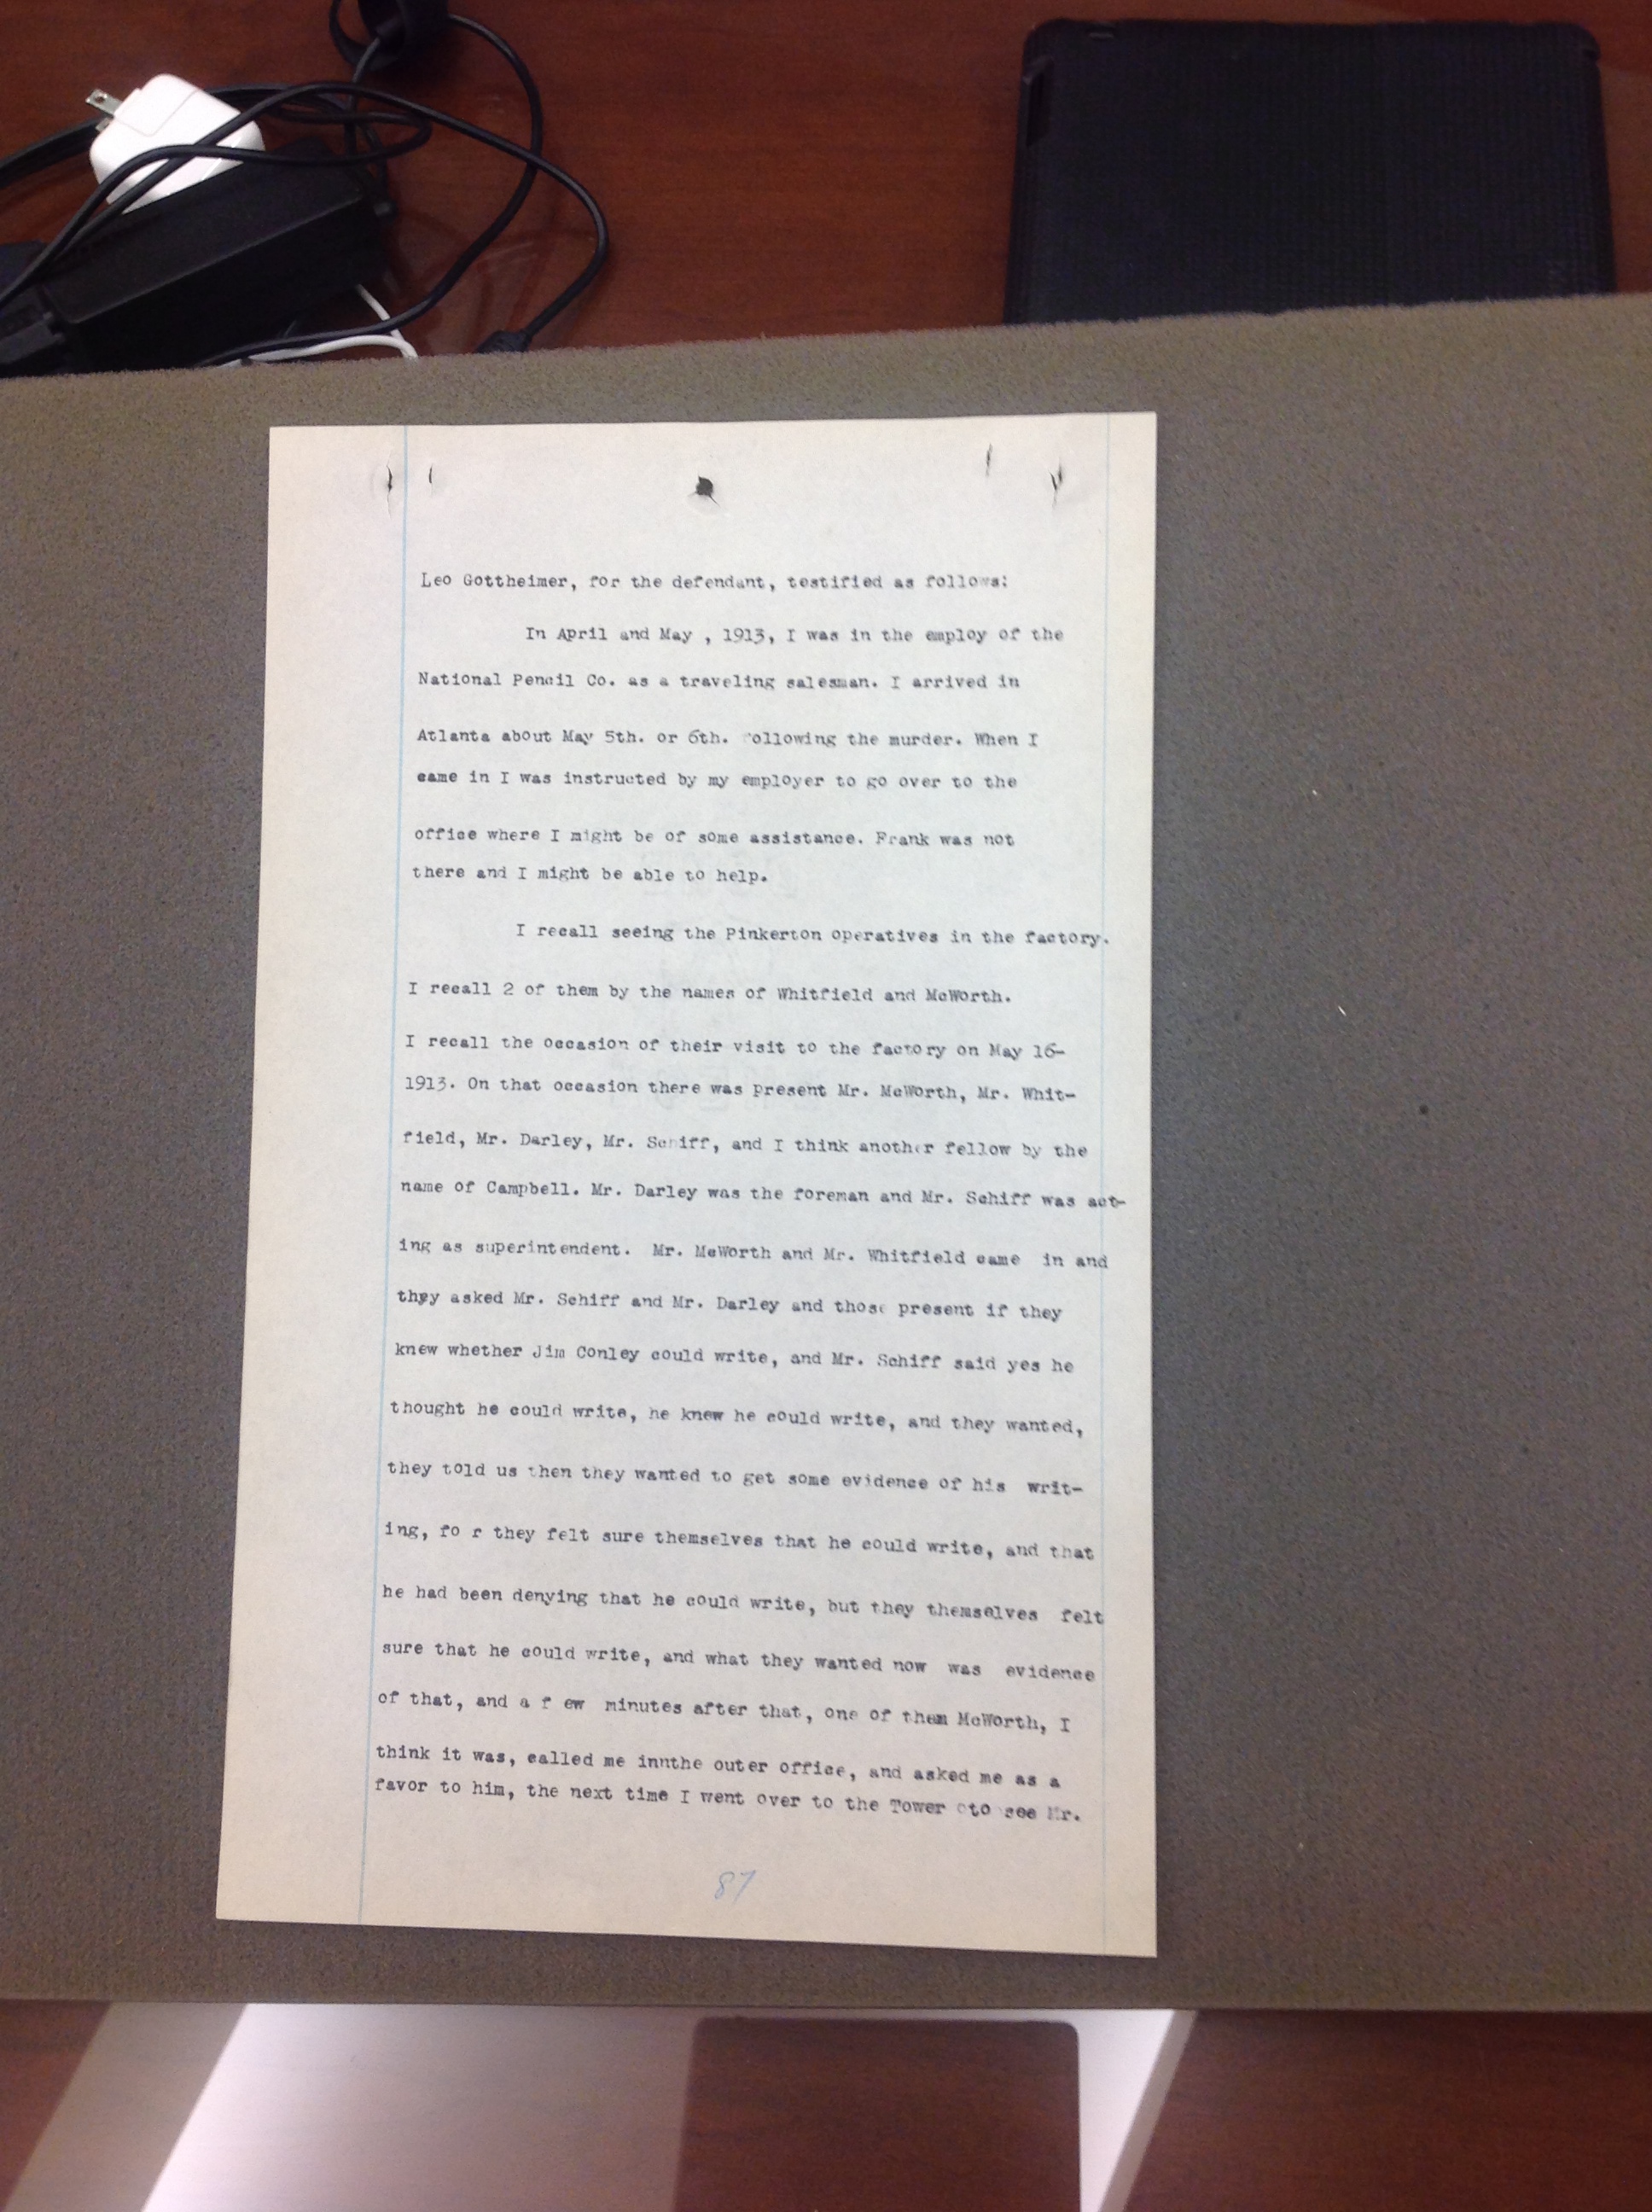 Leo Gottheimer, for the defendant, testified as follows:
In April and May , 1913, I was in the employ of the
National Pencil Co. as a traveling salesman. I arrived in
Atlanta about May 5th. or 6th. following the murder. When I
came in I was instructed by my employer to go over to the
office where I might be of some assistance. Frank was not
there and I might be able to help.
I recall seeing the Pinkerton operatives in the factory.
I recall 2 of them by the names of Whitfield and McWorth.
I recall the occasion of their visit to the factory on May 16-
1913. On that occasion there was present Mr. McWorth, Mr. Whit-
field, Mr. Darley, Mr. Schiff, and I think another fellow by the
name of Campbell. Mr. Darley was the foreman and Mr. Schiff was act-
ing as superintendent. Mr. McWorth and Mr. Whitfield came in and
they asked Mr. Schiff and Mr. Darley and those present if they
knew whether Jim Conley could write, and Mr. Schiff said yes he
thought he could write, he knew he could write, and they wanted,
they told us then they wanted to get some evidence of his writ-
ing, fo r they felt sure themselves that he could write, and that
he had been denying that he could write, but they themselves felt
sure that he could write, and what they wanted now was evidence
of that, and a f ew minutes after that, one of them McWorth, I
think it was, called me innthe outer office, and asked me as a
favor to him, the next time I went over to the Tower oto see Mr.
87